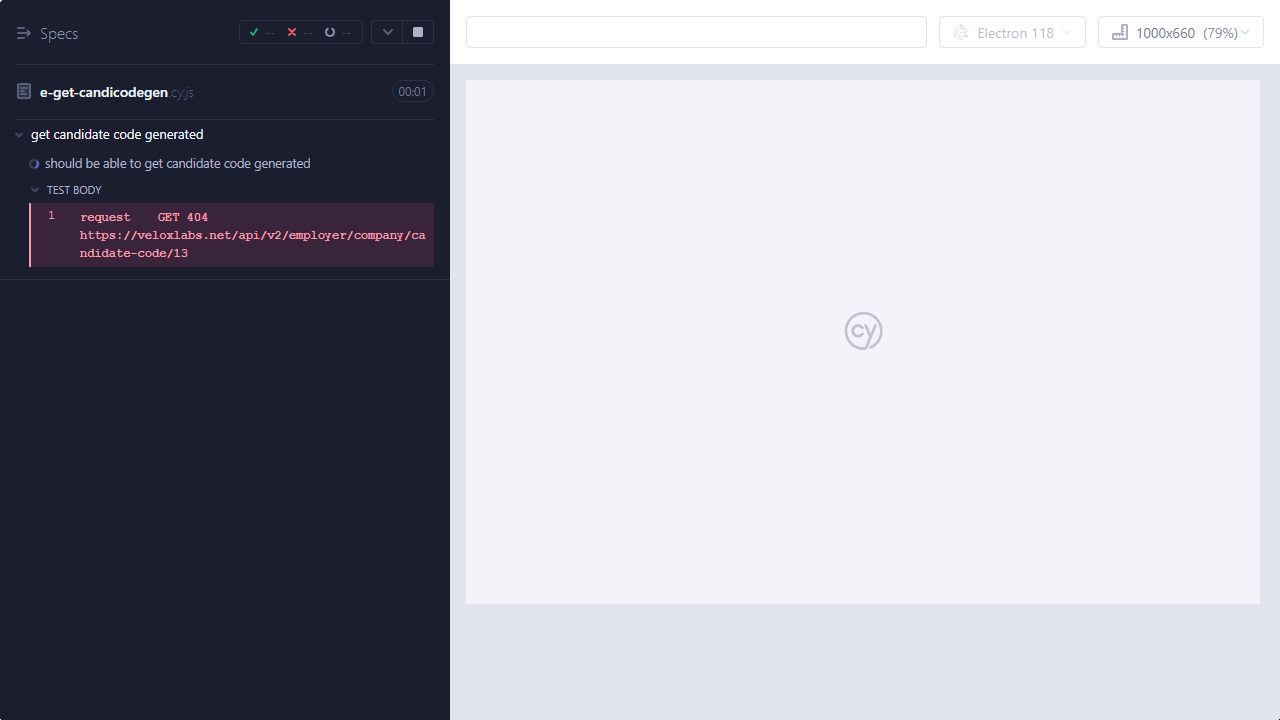 Specs
-- -- --
e-get-candicodegen.cy.js
00:01
get candidate code generated
should be able to get candidate code generated
TEST BODY
1 request GET 404
https://veloxlabs.net/api/v2/employer/company/ca
ndidate-code/13
Electron 118
1000x660 (79%)
cy